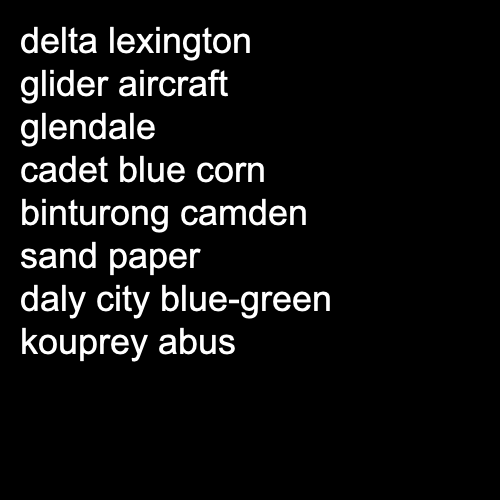 delta lexington
glider aircraft
glendale
cadet blue corn
binturong camden
sand paper
daly city blue-green
kouprey abus